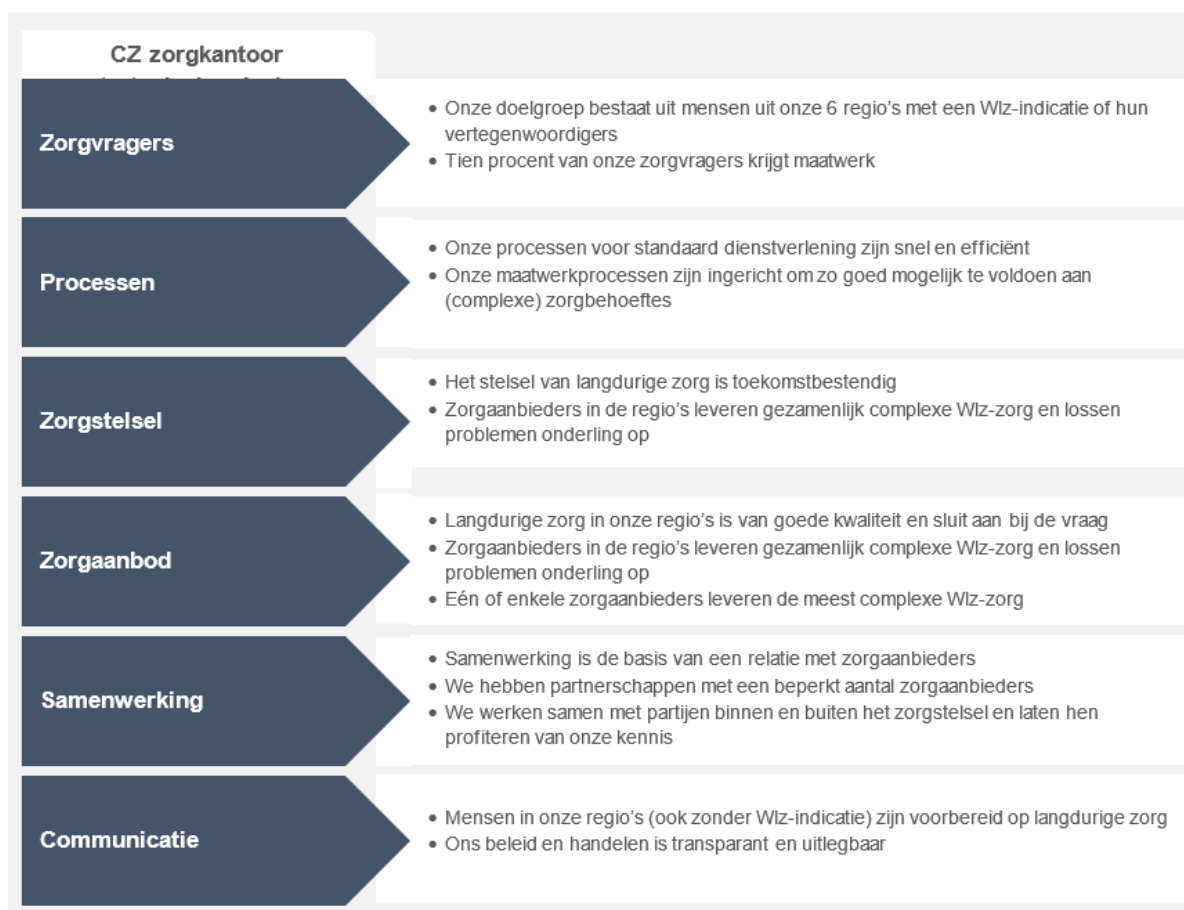 CZ zorgkantoor
Zorgvragers
• Onze doelgroep bestaat uit mensen uit onze 6 regio's met een Wlz-indicatie of hun
vertegenwoordigers
• Tien procent van onze zorgvragers krijgt maatwerk
Processen
• Onze processen voor standaard dienstverlening zijn snel en efficiënt
• Onze maatwerkprocessen zijn ingericht om zo goed mogelijk te voldoen aan
(complexe) zorgbehoeftes
Zorgstelsel
• Het stelsel van langdurige zorg is toekomstbestendig
• Zorgaanbieders in de regio's leveren gezamenlijk complexe Wlz-zorg en lossen
problemen onderling op
Zorgaanbod
• Langdurige zorg in onze regio's is van goede kwaliteit en sluit aan bij de vraag
• Zorgaanbieders in de regio's leveren gezamenlijk complexe Wlz-zorg en lossen
problemen onderling op
• Eén of enkele zorgaanbieders leveren de meest complexe Wlz-zorg
Samenwerking
• Samenwerking is de basis van een relatie met zorgaanbieders
• We hebben partnerschappen met een beperkt aantal zorgaanbieders
• We werken samen met partijen binnen en buiten het zorgstelsel en laten hen
profiteren van onze kennis
Communicatie
• Mensen in onze regio's (ook zonder Wlz-indicatie) zijn voorbereid op langdurige zorg
• Ons beleid en handelen is transparant en uitlegbaar